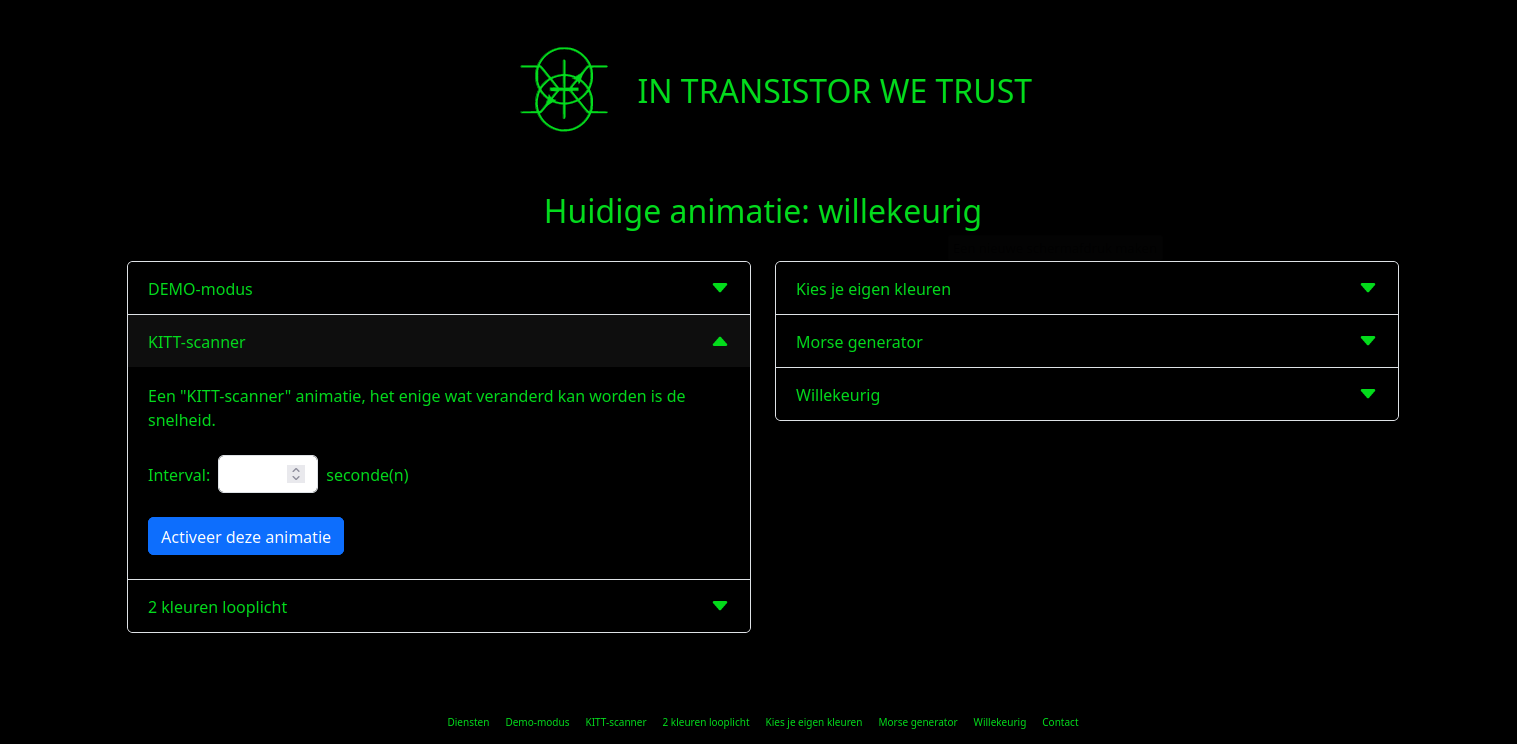 IN TRANSISTOR WE TRUST
Huidige animatie: willekeurig
DEMO-modus
KITT-scanner
Een "KITT-scanner" animatie, het enige wat veranderd kan worden is de
snelheid.
Interval: seconde(n)
Activeer deze animatie
2 kleuren looplicht
Kies je eigen kleuren
Morse generator
Willekeurig
Diensten Demo-modus KITT-scanner 2 kleuren looplicht Kies je eigen kleuren Morse generator Willekeurig Contact